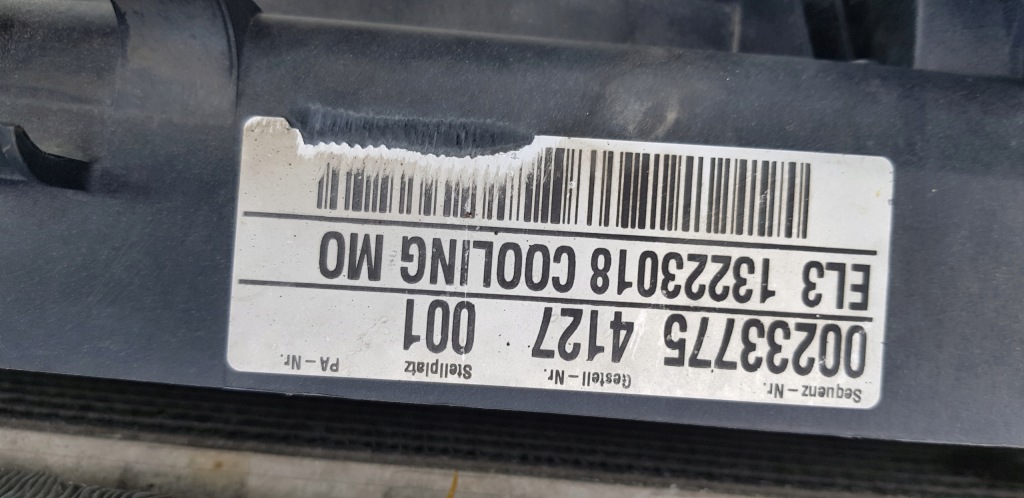 Sequenz-Nr. Gestell-Nr. Stellplatz PA-Nr.
00233775 4127 001
EL3 13223018 COOLING MO